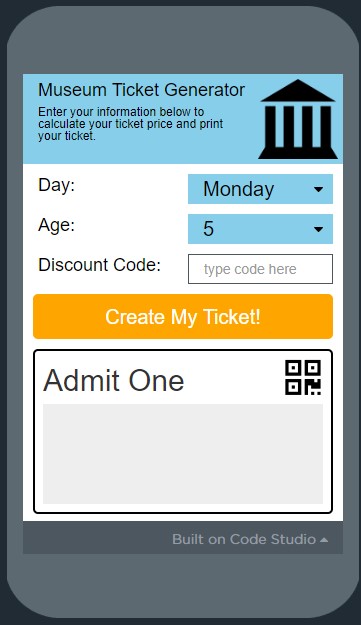 Museum Ticket Generator
Enter your information below to
calculate your ticket price and print
your ticket.
Day:
Monday
Age:
5
Discount Code:
type code here
Create My Ticket!
Admit One
Built on Code Studio